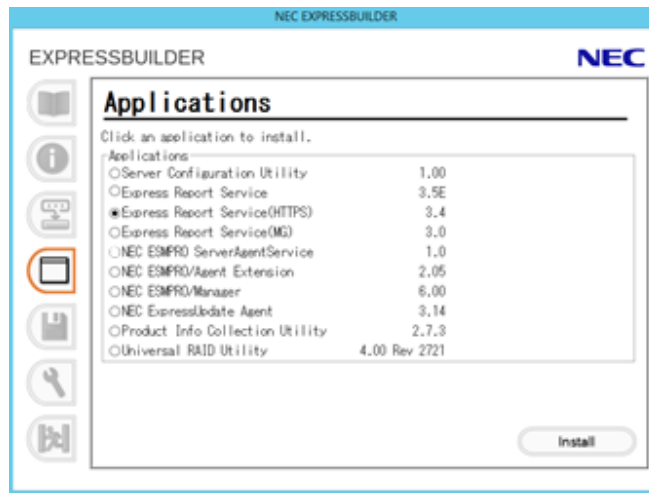 NEC EXPRESSBUILDER
EXPRESSBUILDER
NEC
Applications
Click an application to install.
Applications
Server Configuration Utility 1.00
Express Report Service 3.5E
Express Report Service(HTTPS) 3.4
Express Report Service(MG) 3.0
NEC ESMPRO ServerAgentService 1.0
NEC ESMPRO/Agent Extension 2.05
NEC ESMPRO/Manager 6.00
NEC ExpressUpdate Agent 3.14
Product Info Collection Utility 2.7.3
Universal RAID Utility 4.00 Rev 2721
Install